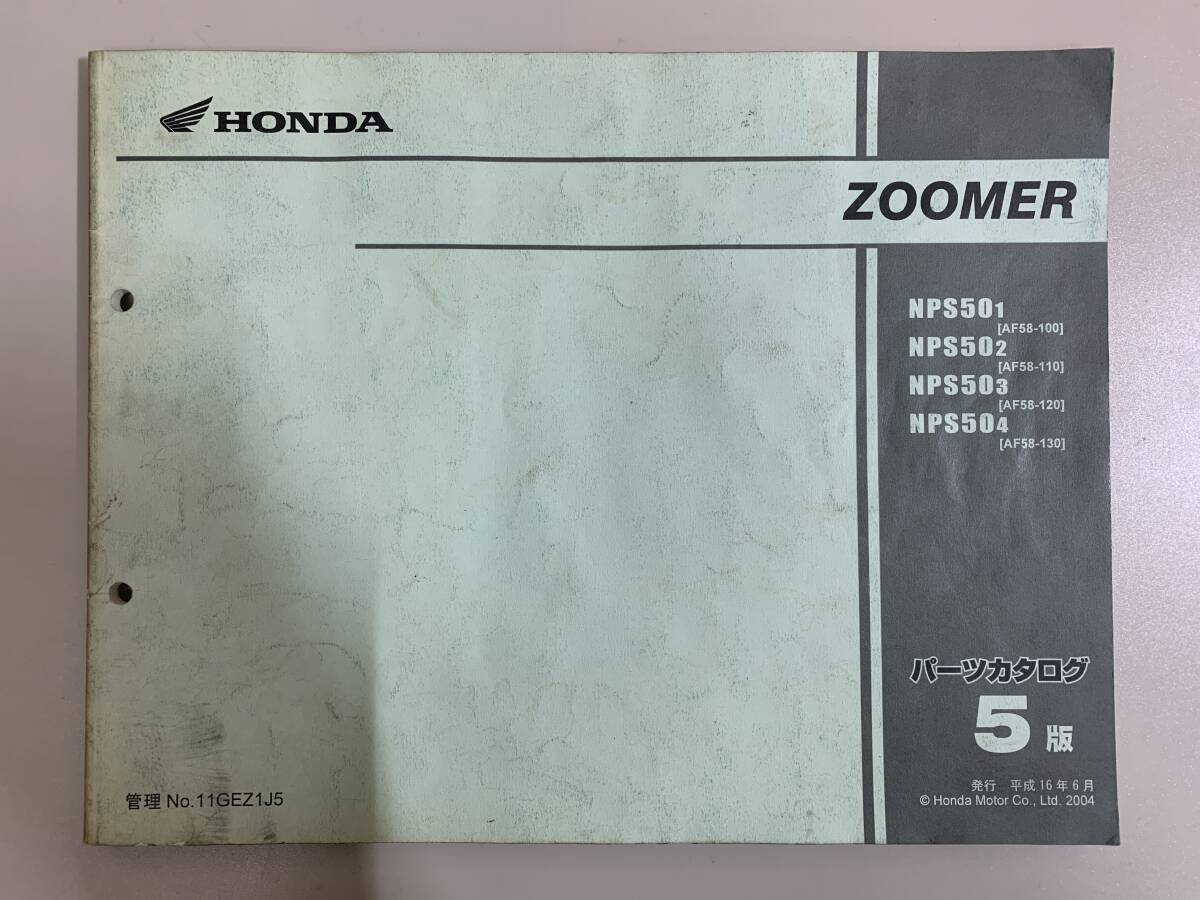 HONDA
ZOOMER
NPS501
[AF58-100]
NPS502
[AF58-110]
NPS503
[AF58-120]
NPS504
[AF58-130]
パーツカタログ
5版
発行 平成16年6月
© Honda Motor Co., Ltd. 2004
管理 No.11GEZ1J5